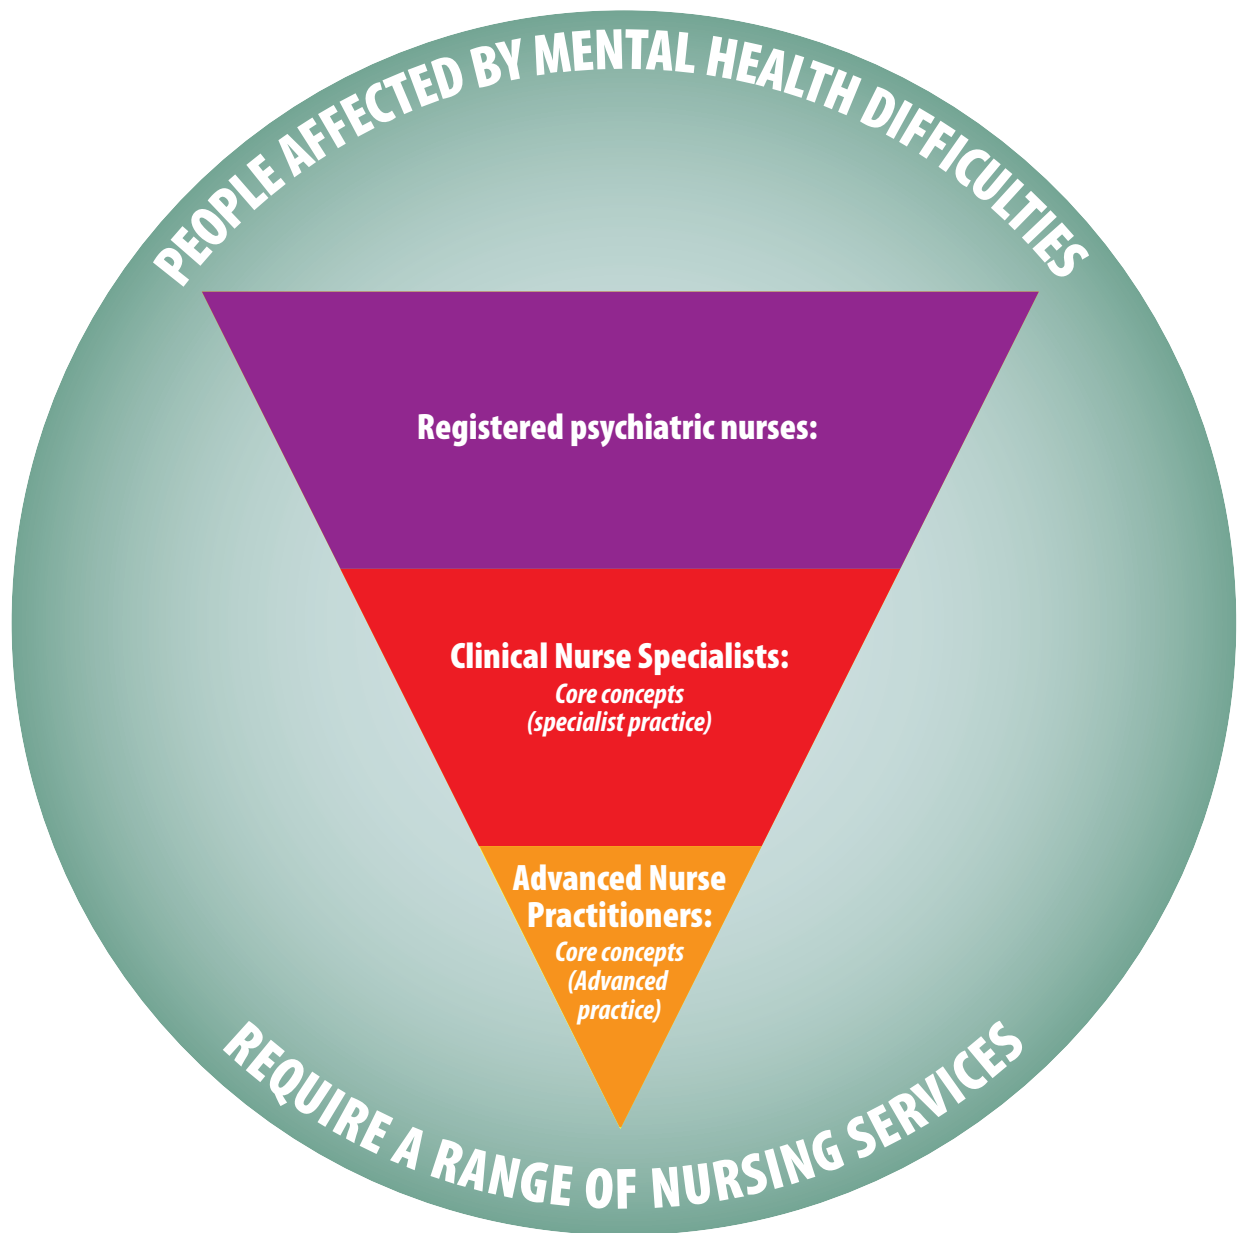 PEOPLE AFFECTED BY MENTAL HEALTH DIFFICULTIES
Registered psychiatric nurses:
Clinical Nurse Specialists:
Core concepts
(specialist practice)
Advanced Nurse
Practitioners:
Core concepts
(Advanced
practice)
REQUIRE A RANGE OF NURSING SERVICES